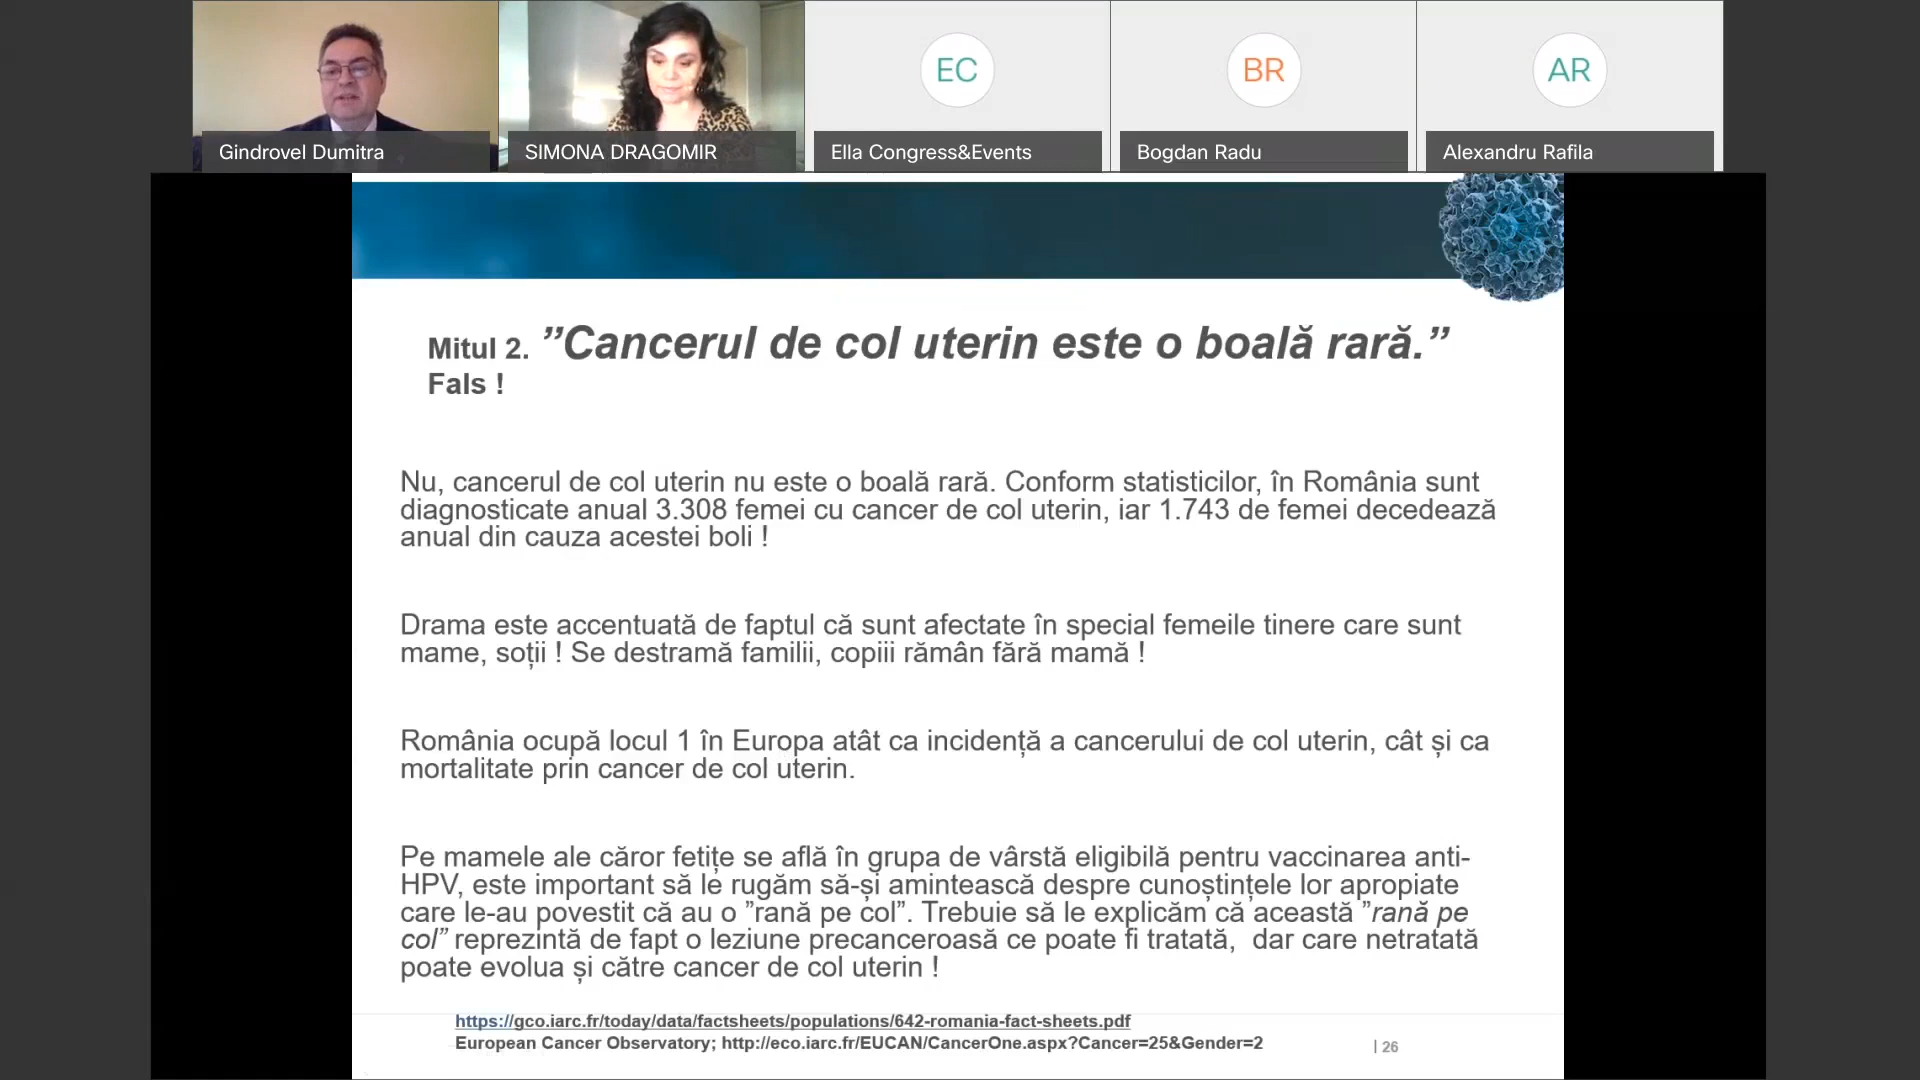 Gindrovel Dumitra
SIMONA DRAGOMIR
EC
Ella Congress&Events
BR
Bogdan Radu
AR
Alexandru Rafila
Mitul 2. ”Cancerul de col uterin este o boală rară.”
Fals !
Nu, cancerul de col uterin nu este o boală rară. Conform statisticilor, în România sunt
diagnosticate anual 3.308 femei cu cancer de col uterin, iar 1.743 de femei decedează
anual din cauza acestei boli !
Drama este accentuată de faptul că sunt afectate în special femeile tinere care sunt
mame, soții ! Se destramă familii, copiii rămân fără mamă !
România ocupă locul 1 în Europa atât ca incidență a cancerului de col uterin, cât și ca
mortalitate prin cancer de col uterin.
Pe mamele ale căror fetițe se află în grupa de vârstă eligibilă pentru vaccinarea anti-
HPV, este important să le rugăm să-și amintească despre cunoștințele lor apropiate
care le-au povestit că au o ”rană pe col”. Trebuie să le explicăm că această ”rană pe
col” reprezintă de fapt o leziune precanceroasă ce poate fi tratată,  dar care netratată
poate evolua și către cancer de col uterin !
https://gco.iarc.fr/today/data/factsheets/populations/642-romania-fact-sheets.pdf
European Cancer Observatory; http://eco.iarc.fr/EUCAN/CancerOne.aspx?Cancer=25&Gender=2
| 26